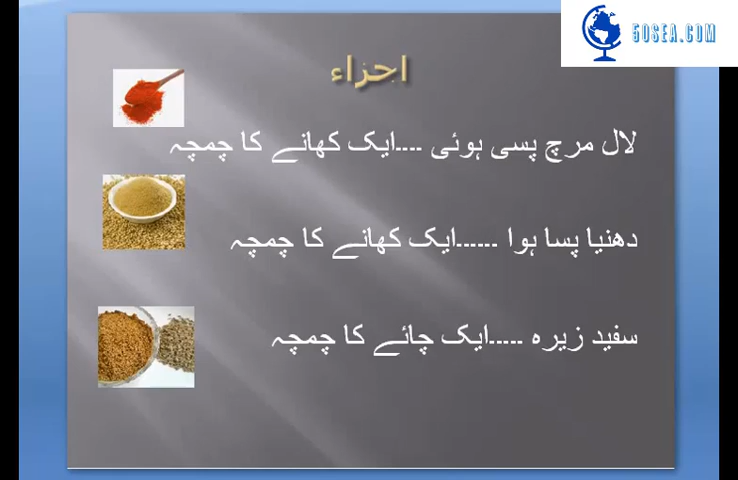 50SEA.COM
اجزاء
لال مرچ پسی ہوئی ....ایک کھانے کا چمچہ
دھنیا پسا ہوا ......ایک کھانے کا چمچہ
سفید زیرہ .....ایک چائے کا چمچہ